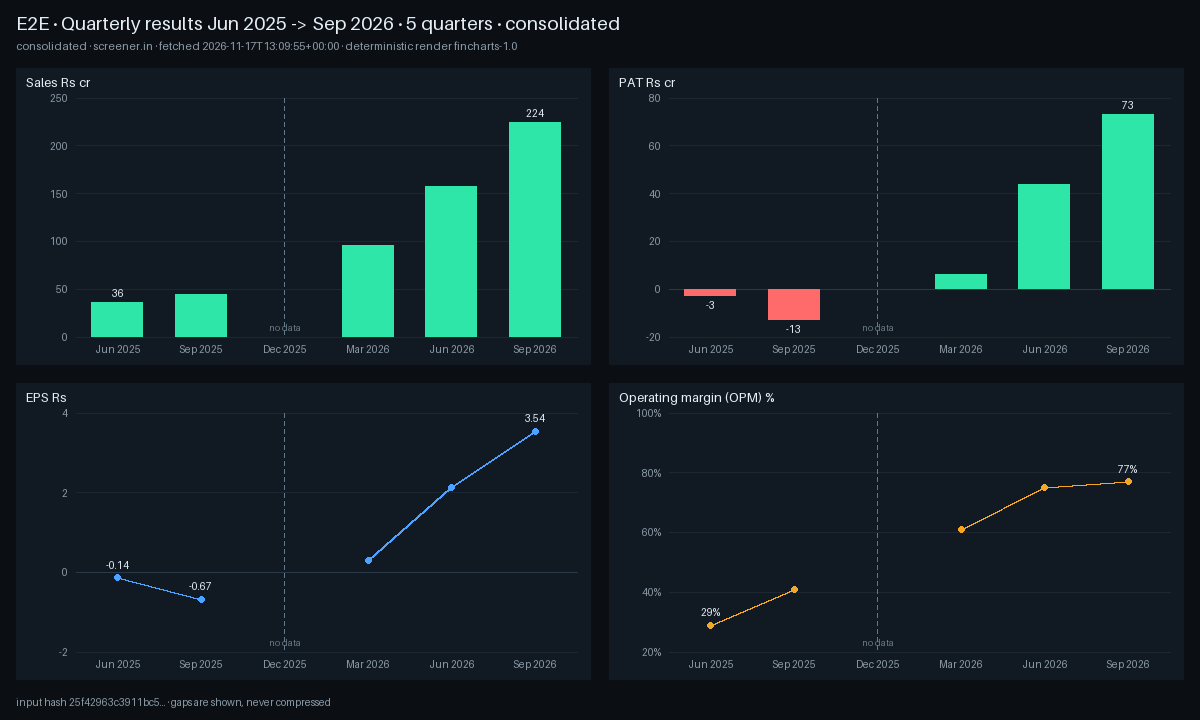 E2E · Quarterly results Jun 2025 -> Sep 2026 · 5 quarters · consolidated
consolidated · screener.in · fetched 2026-11-17T13:09:55+00:00 · deterministic render fincharts-1.0
Sales Rs cr
250
200
150
100
50
0
36
224
no data
Jun 2025 Sep 2025 Dec 2025 Mar 2026 Jun 2026 Sep 2026
PAT Rs cr
80
60
40
20
0
-20
-3
-13
73
no data
Jun 2025 Sep 2025 Dec 2025 Mar 2026 Jun 2026 Sep 2026
EPS Rs
4
2
0
-2
-0.14
-0.67
3.54
no data
Jun 2025 Sep 2025 Dec 2025 Mar 2026 Jun 2026 Sep 2026
Operating margin (OPM) %
100%
80%
60%
40%
20%
29%
77%
no data
Jun 2025 Sep 2025 Dec 2025 Mar 2026 Jun 2026 Sep 2026
input hash 25f42963c3911bc5... · gaps are shown, never compressed